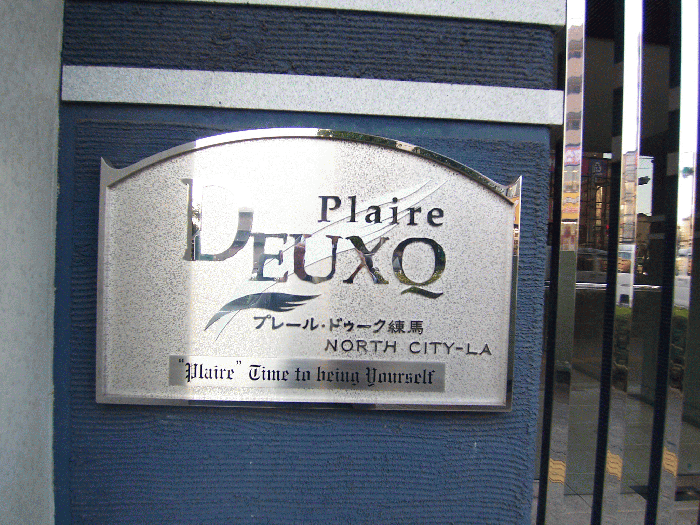 Plaire
DEUXQ
プレール・ドゥーク練馬
NORTH CITY-LA
"Plaire" Time to being Yourself